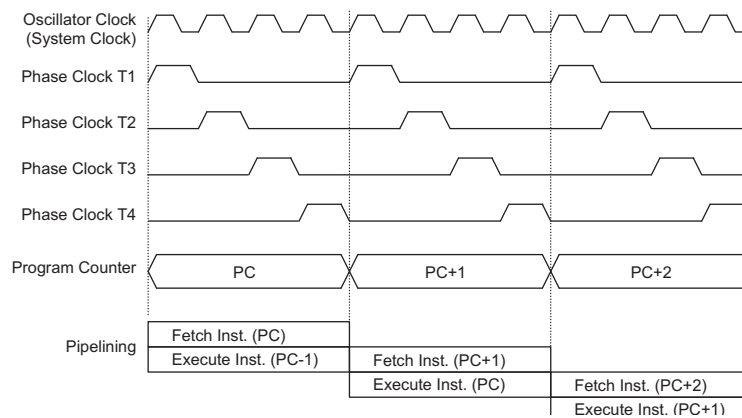 Oscillator Clock
(System Clock)
Phase Clock T1
Phase Clock T2
Phase Clock T3
Phase Clock T4
Program Counter
PC
PC+1
PC+2
Pipelining
Fetch Inst. (PC)
Execute Inst. (PC-1)
Fetch Inst. (PC+1)
Execute Inst. (PC)
Fetch Inst. (PC+2)
Execute Inst. (PC+1)